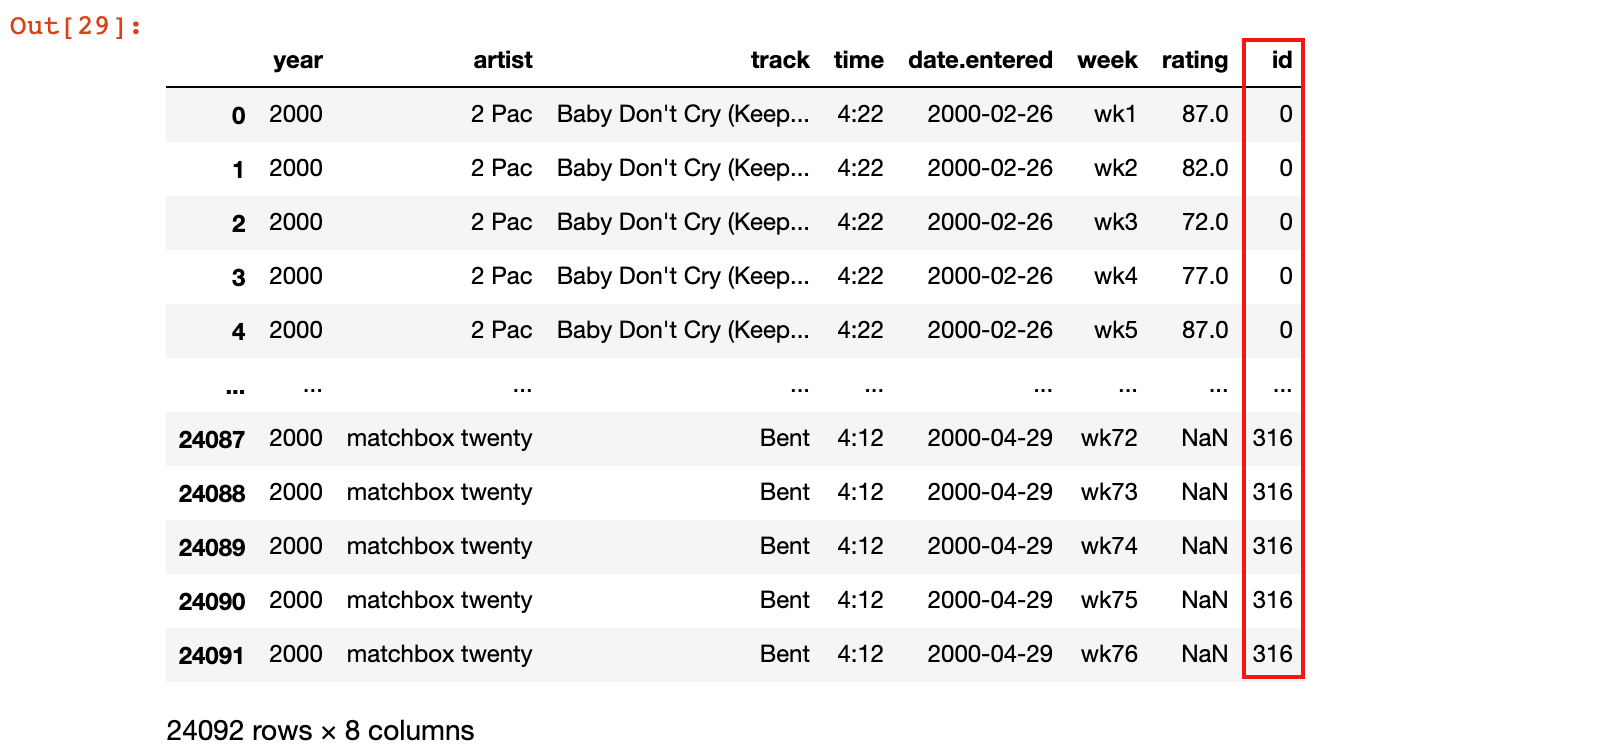 Out[29]:
year artist track time date.entered week rating id
0 2000 2 Pac Baby Don't Cry (Keep... 4:22 2000-02-26 wk1 87.0 0
1 2000 2 Pac Baby Don't Cry (Keep... 4:22 2000-02-26 wk2 82.0 0
2 2000 2 Pac Baby Don't Cry (Keep... 4:22 2000-02-26 wk3 72.0 0
3 2000 2 Pac Baby Don't Cry (Keep... 4:22 2000-02-26 wk4 77.0 0
4 2000 2 Pac Baby Don't Cry (Keep... 4:22 2000-02-26 wk5 87.0 0
... ... ... ... ... ... ... ... ...
24087 2000 matchbox twenty Bent 4:12 2000-04-29 wk72 NaN 316
24088 2000 matchbox twenty Bent 4:12 2000-04-29 wk73 NaN 316
24089 2000 matchbox twenty Bent 4:12 2000-04-29 wk74 NaN 316
24090 2000 matchbox twenty Bent 4:12 2000-04-29 wk75 NaN 316
24091 2000 matchbox twenty Bent 4:12 2000-04-29 wk76 NaN 316
24092 rows × 8 columns